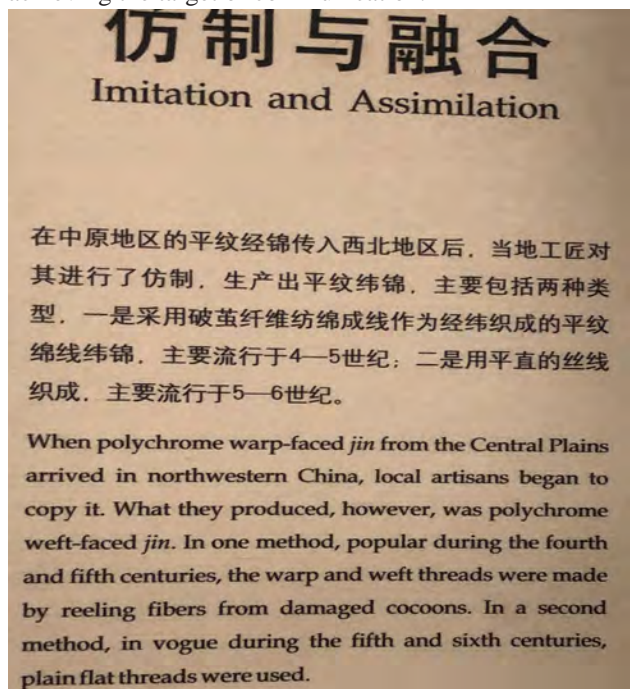 仿制与融合
Imitation and Assimilation
在中原地区的平纹经锦传入西北地区后，当地工匠对
其进行了仿制，生产出平纹纬锦，主要包括两种类
型，一是采用破茧纤维纺绵成线作为经纬织成的平纹
绵线纬锦，主要流行于4—5世纪；二是用平直的丝线
织成，主要流行于5—6世纪。
When polychrome warp-faced jin from the Central Plains
arrived in northwestern China, local artisans began to
copy it. What they produced, however, was polychrome
weft-faced jin. In one method, popular during the fourth
and fifth centuries, the warp and weft threads were made
by reeling fibers from damaged cocoons. In a second
method, in vogue during the fifth and sixth centuries,
plain flat threads were used.